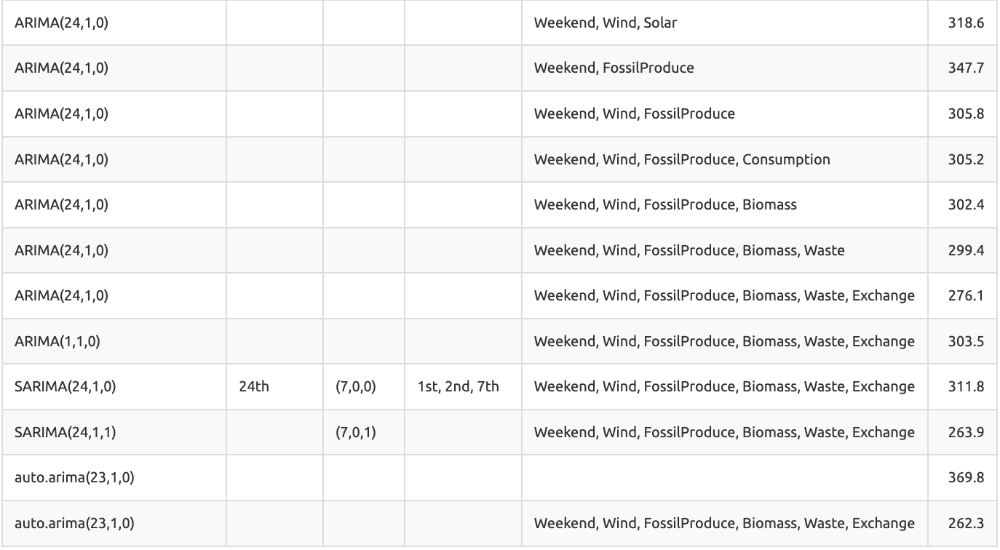 ARIMA(24,1,0) Weekend, Wind, Solar 318.6
ARIMA(24,1,0) Weekend, FossilProduce 347.7
ARIMA(24,1,0) Weekend, Wind, FossilProduce 305.8
ARIMA(24,1,0) Weekend, Wind, FossilProduce, Consumption 305.2
ARIMA(24,1,0) Weekend, Wind, FossilProduce, Biomass 302.4
ARIMA(24,1,0) Weekend, Wind, FossilProduce, Biomass, Waste 299.4
ARIMA(24,1,0) Weekend, Wind, FossilProduce, Biomass, Waste, Exchange 276.1
ARIMA(1,1,0) Weekend, Wind, FossilProduce, Biomass, Waste, Exchange 303.5
SARIMA(24,1,0) 24th (7,0,0) 1st, 2nd, 7th Weekend, Wind, FossilProduce, Biomass, Waste, Exchange 311.8
SARIMA(24,1,1) (7,0,1) Weekend, Wind, FossilProduce, Biomass, Waste, Exchange 263.9
auto.arima(23,1,0) 369.8
auto.arima(23,1,0) Weekend, Wind, FossilProduce, Biomass, Waste, Exchange 262.3